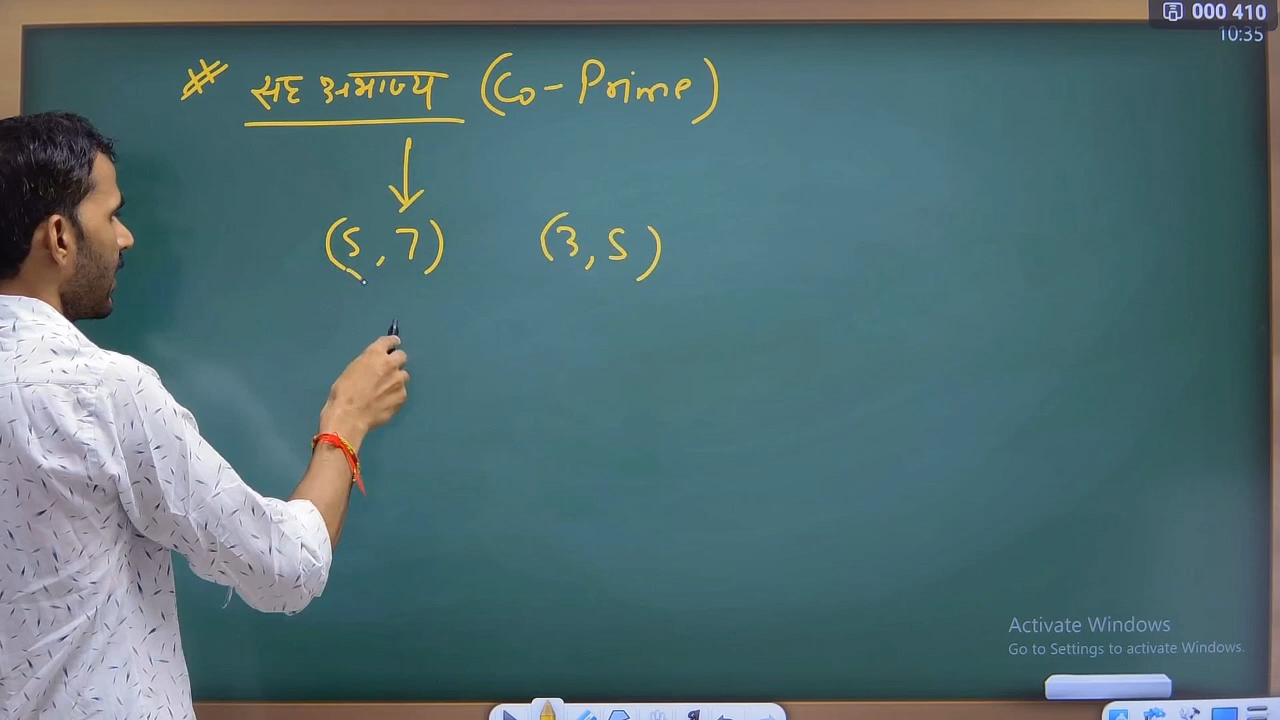 000 410
10:35
# सह अभाज्य (Co-Prime)
(5,7) (3,5)
Activate Windows
Go to Settings to activate Windows.